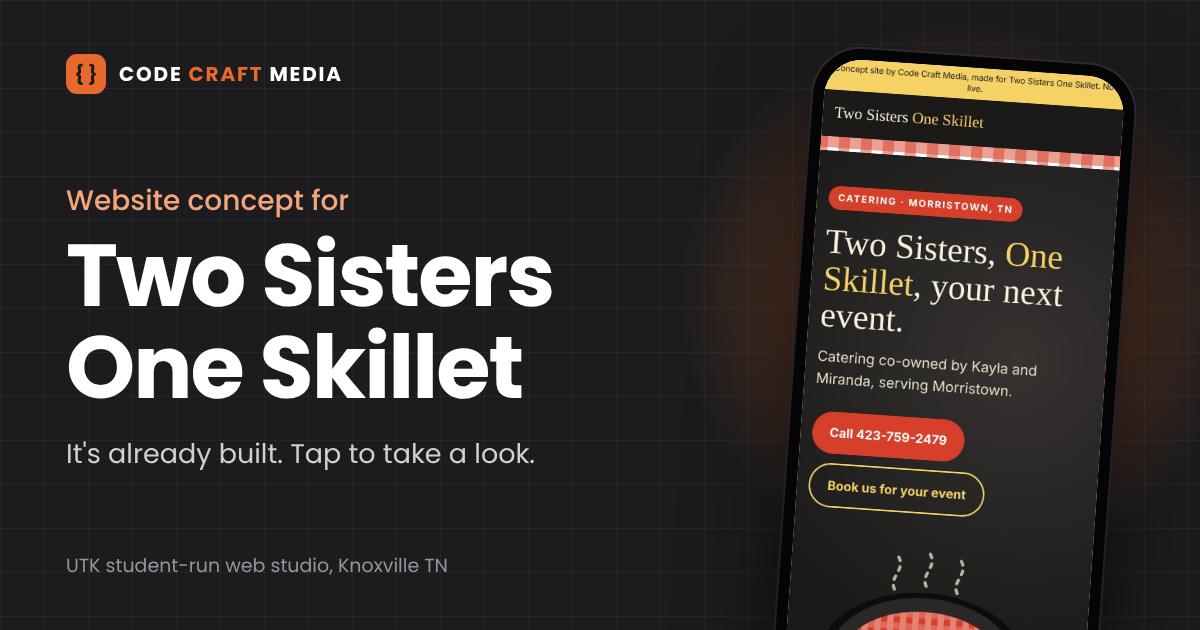 { }
CODE CRAFT MEDIA
Website concept for
Two Sisters
One Skillet
It's already built. Tap to take a look.
UTK student-run web studio, Knoxville TN
concept site by Code Craft Media, made for Two Sisters One Skillet.
live.
Two Sisters One Skillet
CATERING · MORRISTOWN, TN
Two Sisters, One
Skillet, your next
event.
Catering co-owned by Kayla and
Miranda, serving Morristown.
Call 423-759-2479
Book us for your event